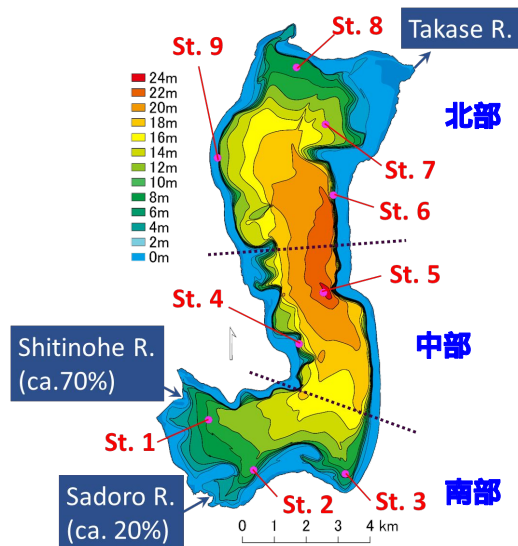 St. 8
Takase R.
St. 9
24m
22m
20m
18m
16m
14m
12m
10m
8m
6m
4m
2m
0m
北部
St. 7
St. 6
St. 5
St. 4
中部
Shitinohe R.
(ca.70%)
St. 1
Sadoro R.
(ca. 20%)
St. 2
St. 3
南部
0 1 2 3 4 km